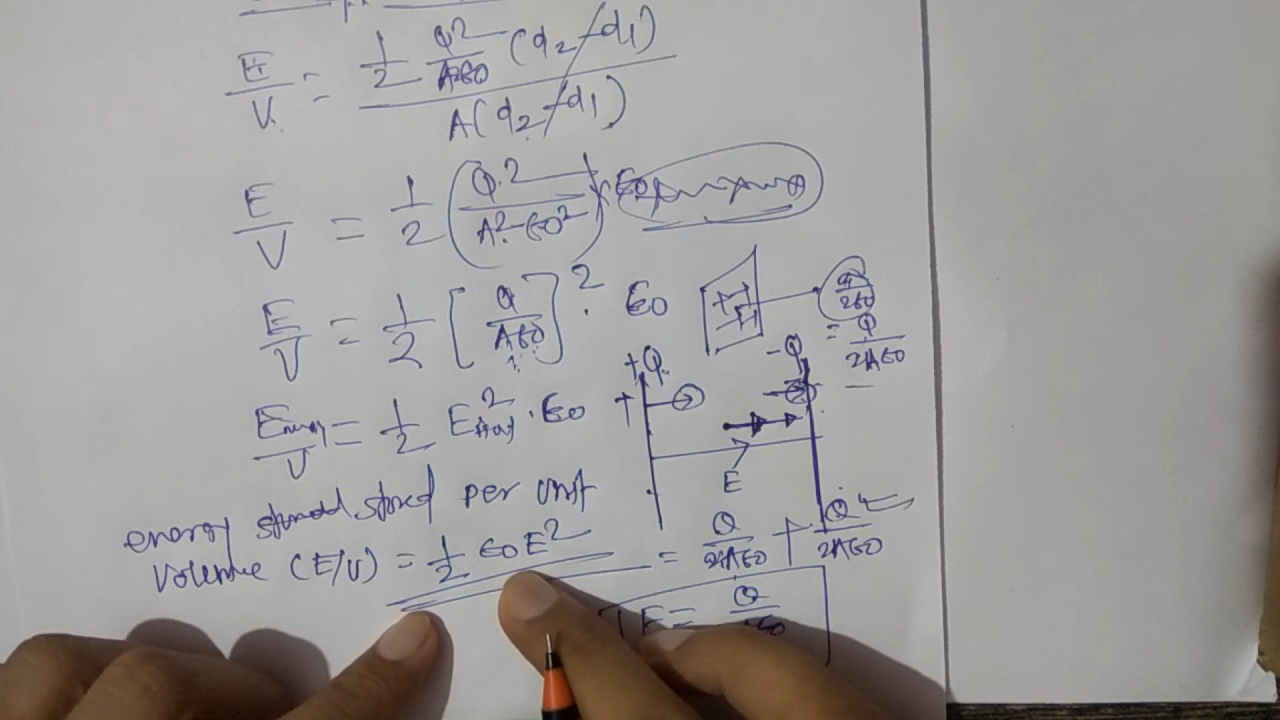 E/V = 1/2 Q²/Aϵ0 (d2-d1) / A(d2-d1)
E/V = 1/2 (Q²/A²·ϵ0²) × ϵ0
E/V = 1/2 [Q/Aϵ0]²· ϵ0
/2ϵ0
= Q/2Aϵ0
+Q
-Q
E/V = 1/2 E²·ϵ0
+
-
E
energy stored per unit
volume (E/V) = 1/2 ϵ0E²
= Q/2Aϵ0 + Q/2Aϵ0
E = Q/